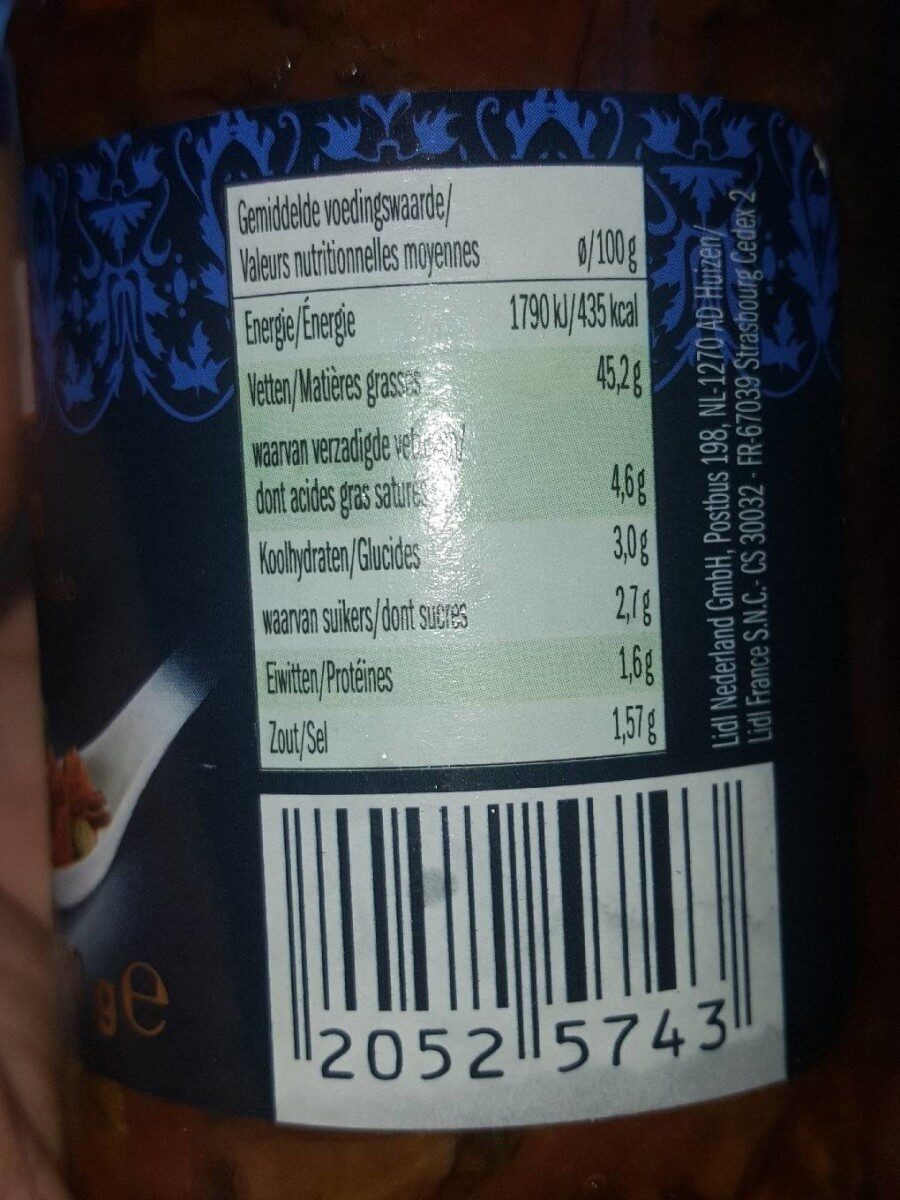 Gemiddelde voedingswaarde/
Valeurs nutritionnelles moyennes ø/100 g
Energie/Énergie 1790 kJ/435 kcal
Vetten/Matières grasses 45,2 g
waarvan verzadigde
dont acides gras saturés 4,6 g
Koolhydraten/Glucides 3,0 g
waarvan suikers/dont sucres 2,7 g
Eiwitten/Protéines 1,6 g
Zout/Sel 1,57 g
Lidl Nederland GmbH, Postbus 198, NL-1270 AD Huizen/
Lidl France S.N.C.- CS 30032 - FR-67039 Strasbourg Cedex 2
2052 5743
g e